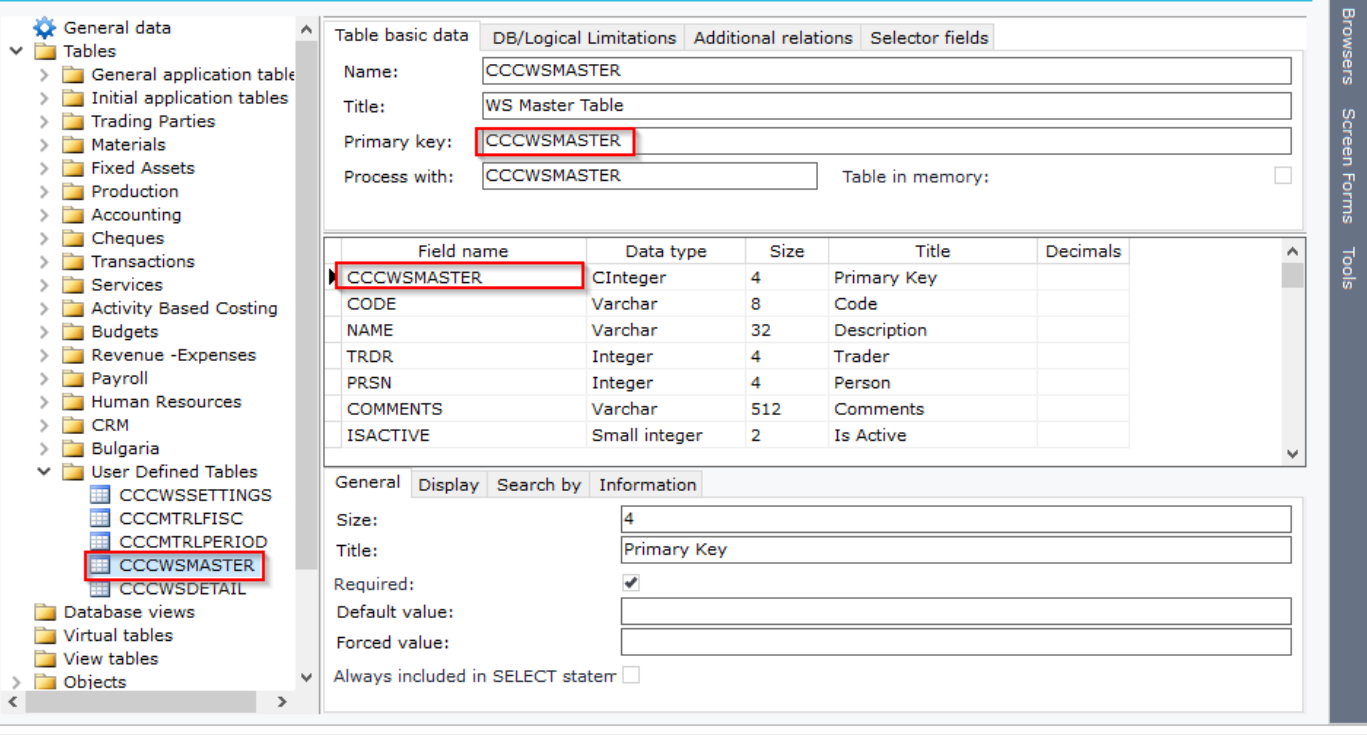 General data
Tables
General application table
Initial application tables
Trading Parties
Materials
Fixed Assets
Production
Accounting
Cheques
Transactions
Services
Activity Based Costing
Budgets
Revenue -Expenses
Payroll
Human Resources
CRM
Bulgaria
User Defined Tables
CCCWSSETTINGS
CCCMTRLFISC
CCCMTRLPERIOD
CCCWSMASTER
CCCWSDETAIL
Database views
Virtual tables
View tables
Objects
Table basic data DB/Logical Limitations Additional relations Selector fields
Name: CCCWSMASTER
Title: WS Master Table
Primary key: CCCWSMASTER
Process with: CCCWSMASTER Table in memory:
Field name Data type Size Title Decimals
CCCWSMASTER CInteger 4 Primary Key
CODE Varchar 8 Code
NAME Varchar 32 Description
TRDR Integer 4 Trader
PRSN Integer 4 Person
COMMENTS Varchar 512 Comments
ISACTIVE Small integer 2 Is Active
General Display Search by Information
Size: 4
Title: Primary Key
Required:
Default value:
Forced value:
Always included in SELECT statem
Browsers
Screen Forms
Tools